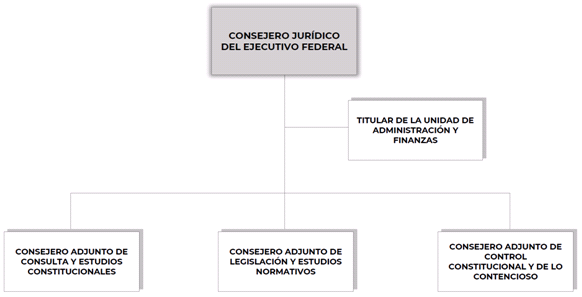 CONSEJERO JURÍDICO
DEL EJECUTIVO FEDERAL
TITULAR DE LA UNIDAD DE
ADMINISTRACIÓN Y
FINANZAS
CONSEJERO ADJUNTO DE
CONSULTA Y ESTUDIOS
CONSTITUCIONALES
CONSEJERO ADJUNTO DE
LEGISLACIÓN Y ESTUDIOS
NORMATIVOS
CONSEJERO ADJUNTO DE
CONTROL
CONSTITUCIONAL Y DE LO
CONTENCIOSO